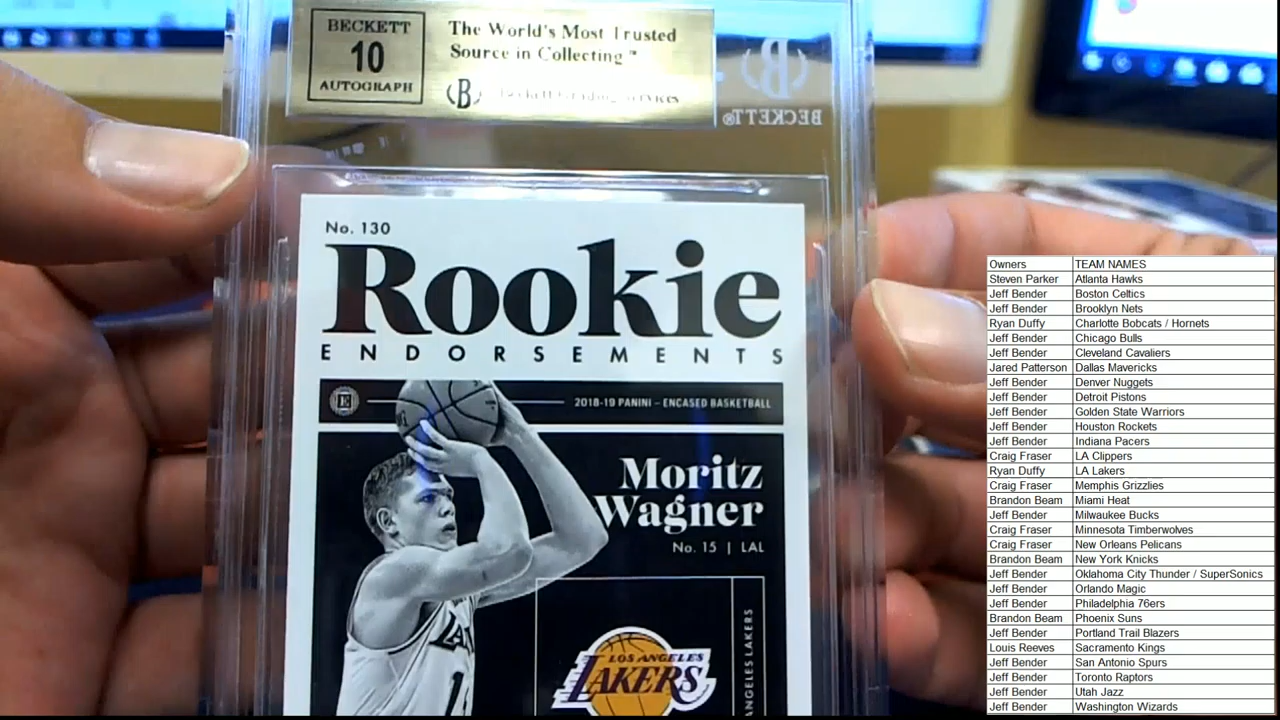 BECKETT
10
AUTOGRAPH
The World's Most Trusted
Source in Collecting™
Beckett Grading Services
BECKETT®
No. 130
Rookie
ENDORSEMENTS
2018-19 PANINI – ENCASED BASKETBALL
Moritz
Wagner
No. 15 | LAL
LOS ANGELES
LAKERS
ANGELES LAKERS
Owners TEAM NAMES
Steven Parker Atlanta Hawks
Jeff Bender Boston Celtics
Jeff Bender Brooklyn Nets
Ryan Duffy Charlotte Bobcats / Hornets
Jeff Bender Chicago Bulls
Jeff Bender Cleveland Cavaliers
Jared Patterson Dallas Mavericks
Jeff Bender Denver Nuggets
Jeff Bender Detroit Pistons
Jeff Bender Golden State Warriors
Jeff Bender Houston Rockets
Jeff Bender Indiana Pacers
Craig Fraser LA Clippers
Ryan Duffy LA Lakers
Craig Fraser Memphis Grizzlies
Brandon Beam Miami Heat
Jeff Bender Milwaukee Bucks
Craig Fraser Minnesota Timberwolves
Craig Fraser New Orleans Pelicans
Brandon Beam New York Knicks
Jeff Bender Oklahoma City Thunder / SuperSonics
Jeff Bender Orlando Magic
Jeff Bender Philadelphia 76ers
Brandon Beam Phoenix Suns
Jeff Bender Portland Trail Blazers
Louis Reeves Sacramento Kings
Jeff Bender San Antonio Spurs
Jeff Bender Toronto Raptors
Jeff Bender Utah Jazz
Jeff Bender Washington Wizards